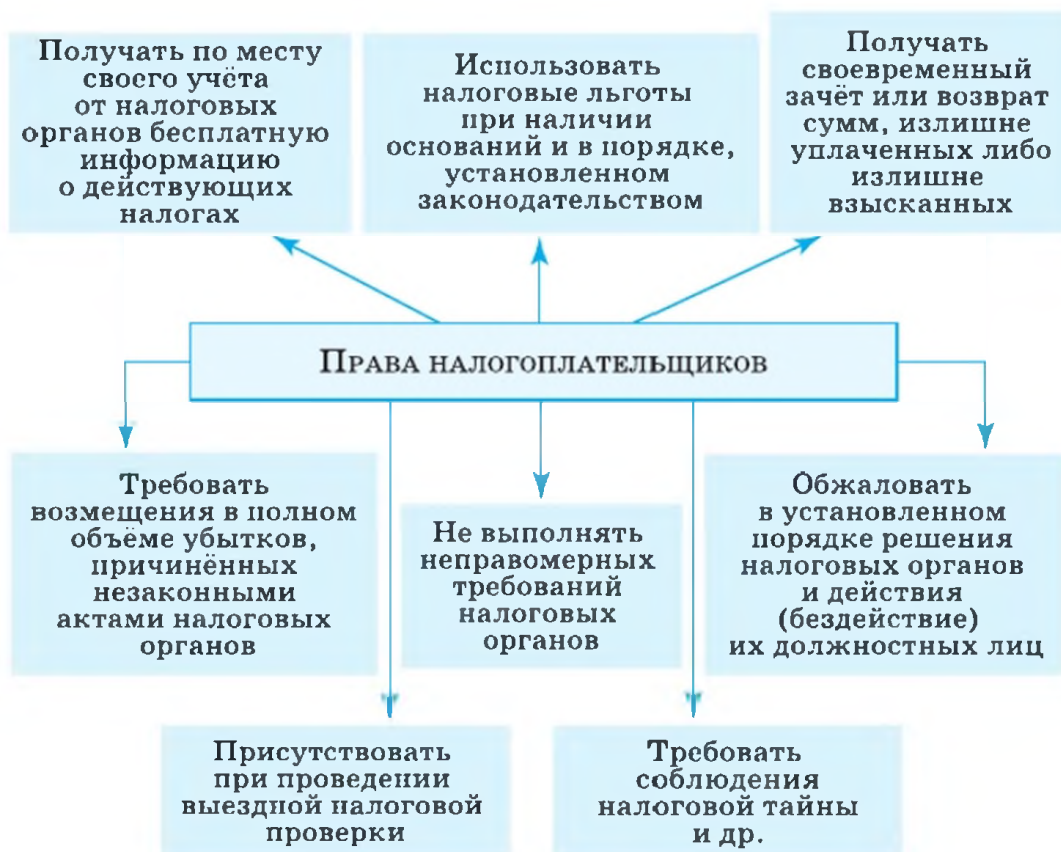 Получать по месту
своего учёта
от налоговых
органов бесплатную
информацию
о действующих
налогах
Использовать
налоговые льготы
при наличии
оснований и в порядке,
установленном
законодательством
Получать
своевременный
зачёт или возврат
сумм, излишне
уплаченных либо
излишне
взысканных
ПРАВА НАЛОГОПЛАТЕЛЬЩИКОВ
Требовать
возмещения в полном
объёме убытков,
причинённых
незаконными
актами налоговых
органов
Не выполнять
неправомерных
требований
налоговых
органов
Обжаловать
в установленном
порядке решения
налоговых органов
и действия
(бездействие)
их должностных лиц
Присутствовать
при проведении
выездной налоговой
проверки
Требовать
соблюдения
налоговой тайны
и др.